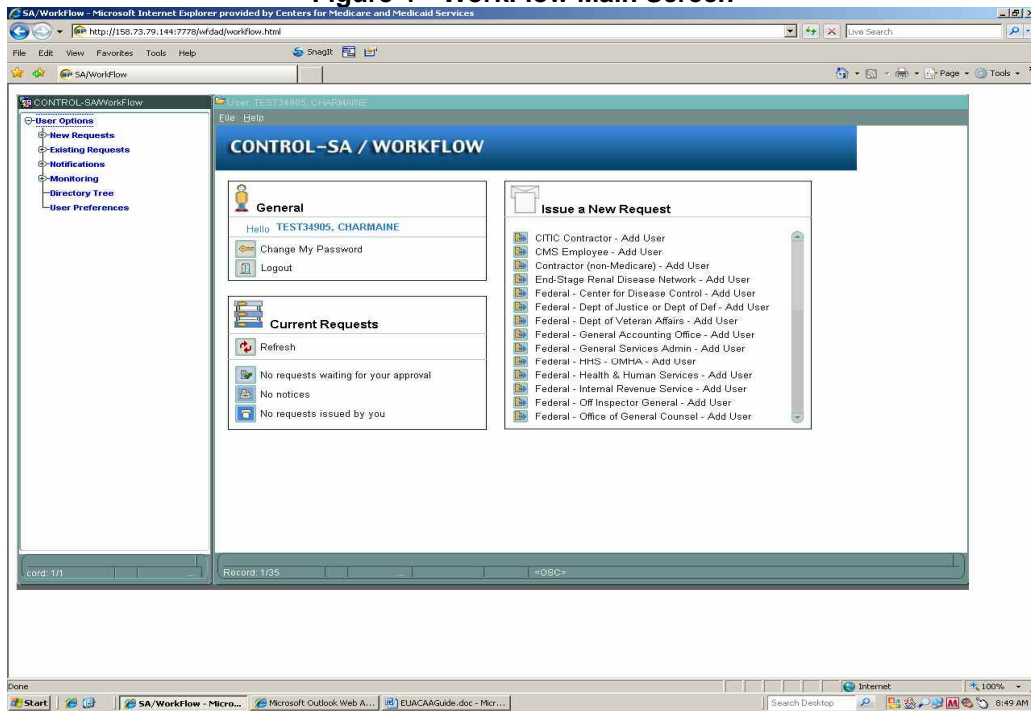 Figure 1 - WorkFlow Main Screen
SA/WorkFlow - Microsoft Internet Explorer provided by Centers for Medicare and Medicaid Services
http://158.73.79.144:7778/wfdad/workflow.html
Live Search
File Edit View Favorites Tools Help
SnagIt
SA/WorkFlow
Page
Tools
CONTROL-SA/WorkFlow
User Options
New Requests
Existing Requests
Notifications
Monitoring
Directory Tree
User Preferences
User: TEST34905, CHARMAINE
File Help
CONTROL-SA / WORKFLOW
General
Hello TEST34905, CHARMAINE
Change My Password
Logout
Current Requests
Refresh
No requests waiting for your approval
No notices
No requests issued by you
Issue a New Request
CITIC Contractor - Add User
CMS Employee - Add User
Contractor (non-Medicare) - Add User
End-Stage Renal Disease Network - Add User
Federal - Center for Disease Control - Add User
Federal - Dept of Justice or Dept of Def - Add User
Federal - Dept of Veteran Affairs - Add User
Federal - General Accounting Office - Add User
Federal - General Services Admin - Add User
Federal - HHS - OMHA - Add User
Federal - Health & Human Services - Add User
Federal - Internal Revenue Service - Add User
Federal - Off Inspector General - Add User
Federal - Office of General Counsel - Add User
cord: 1/1
...
Record: 1/35
...
<OSC>
Done
Internet
100%
Start
SA/WorkFlow - Micro...
Microsoft Outlook Web A...
EUACAAGuide.doc - Micr...
Search Desktop
8:49 AM